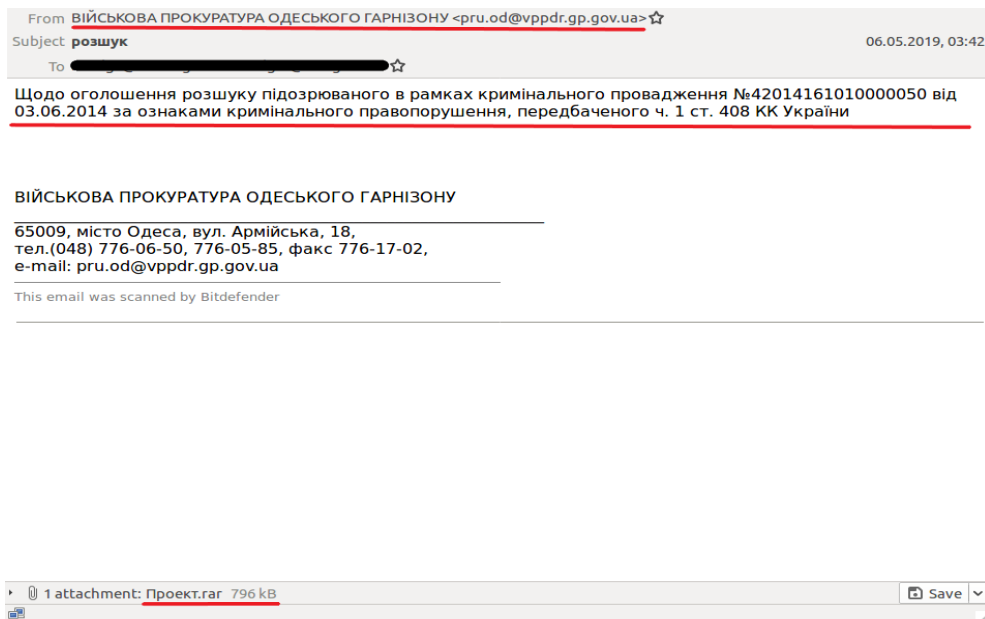 From ВІЙСЬКОВА ПРОКУРАТУРА ОДЕСЬКОГО ГАРНІЗОНУ <pru.od@vppdr.gp.gov.ua>
Subject розшук 06.05.2019, 03:42
To
Щодо оголошення розшуку підозрюваного в рамках кримінального провадження №42014161010000050 від
03.06.2014 за ознаками кримінального правопорушення, передбаченого ч. 1 ст. 408 КК України
ВІЙСЬКОВА ПРОКУРАТУРА ОДЕСЬКОГО ГАРНІЗОНУ
65009, місто Одеса, вул. Армійська, 18,
тел.(048) 776-06-50, 776-05-85, факс 776-17-02,
e-mail: pru.od@vppdr.gp.gov.ua
This email was scanned by Bitdefender
1 attachment: Проект.rar 796 kB Save